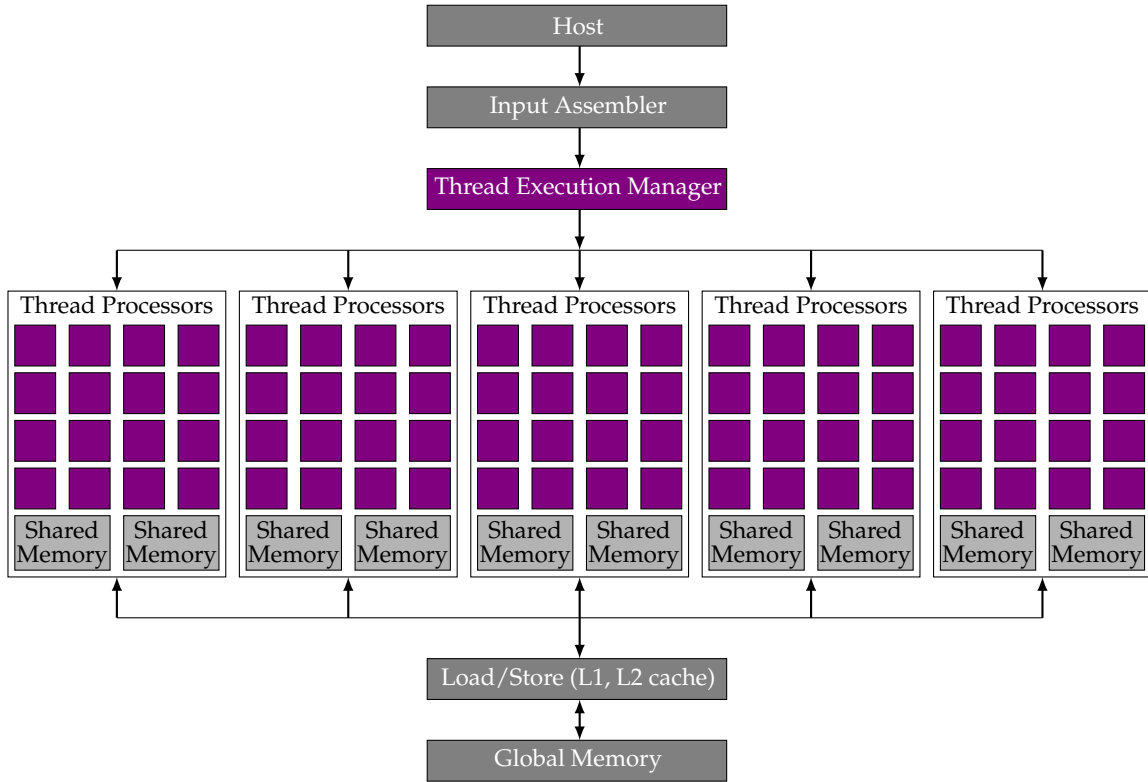 Host
Input Assembler
Thread Execution Manager
Thread Processors
Thread Processors
Thread Processors
Thread Processors
Thread Processors
Shared
Memory
Shared
Memory
Shared
Memory
Shared
Memory
Shared
Memory
Shared
Memory
Shared
Memory
Shared
Memory
Shared
Memory
Shared
Memory
Load/Store (L1, L2 cache)
Global Memory